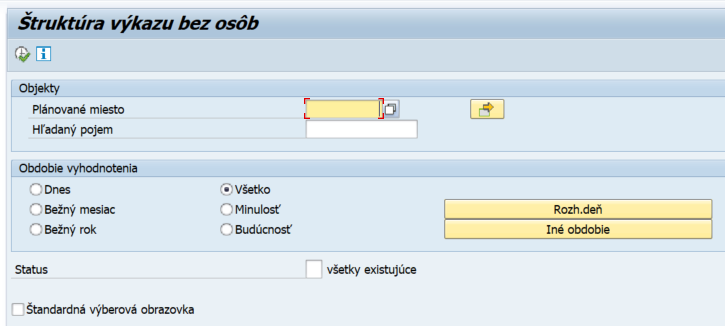 Štruktúra výkazu bez osôb
Objekty
Plánované miesto
Hľadaný pojem
Obdobie vyhodnotenia
Dnes Všetko
Bežný mesiac Minulosť Rozh.deň
Bežný rok Budúcnosť Iné obdobie
Status všetky existujúce
Štandardná výberová obrazovka